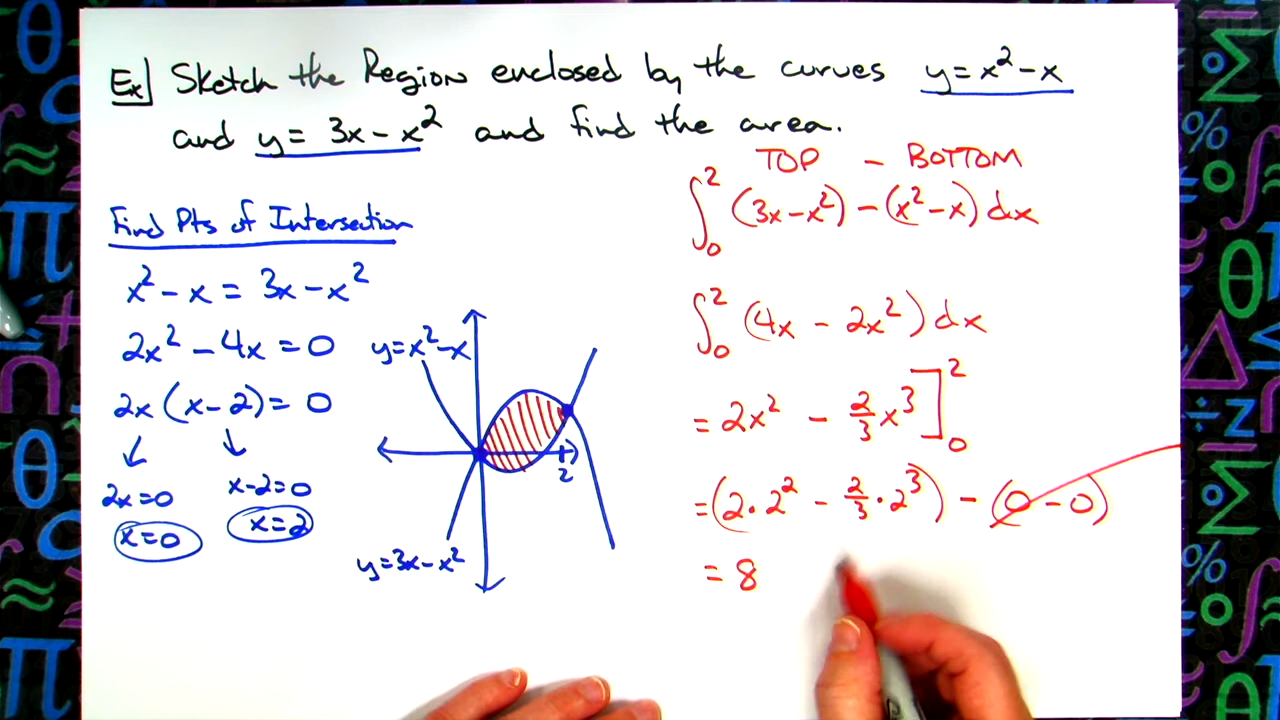 Ex] Sketch the Region enclosed by the curves y = x² - x
and y = 3x - x² and find the area.
Find Pts of Intersection
x² - x = 3x - x²
2x² - 4x = 0
2x (x - 2) = 0
2x = 0
x - 2 = 0
x = 0
x = 2
y = x² - x
2
y = 3x - x²
TOP - BOTTOM
∫₀² (3x - x²) - (x² - x) dx
∫₀² (4x - 2x²) dx
= 2x² - 2/3 x³ ]₀²
= (2 · 2² - 2/3 · 2³) - (0 - 0)
= 8